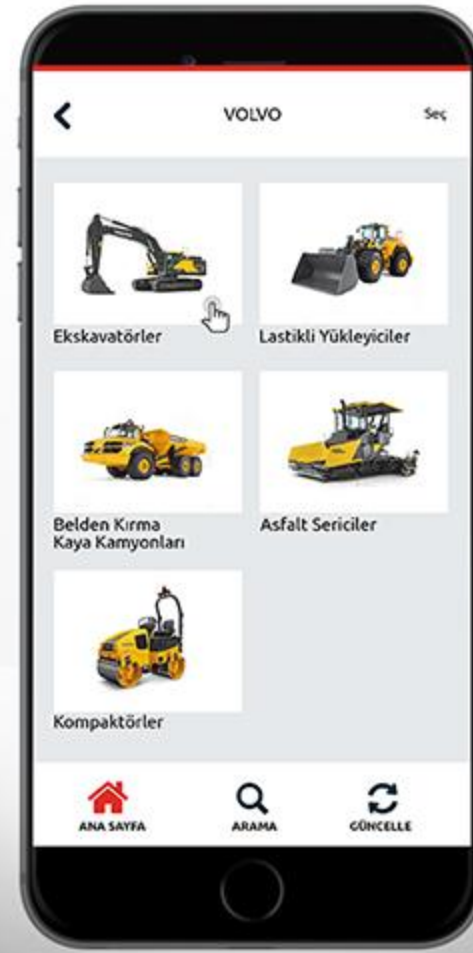 VOLVO
Seç
Ekskavatörler
Lastikli Yükleyiciler
Belden Kırma
Kaya Kamyonları
Asfalt Sericiler
Kompaktörler
ANA SAYFA
ARAMA
GÜNCELLE